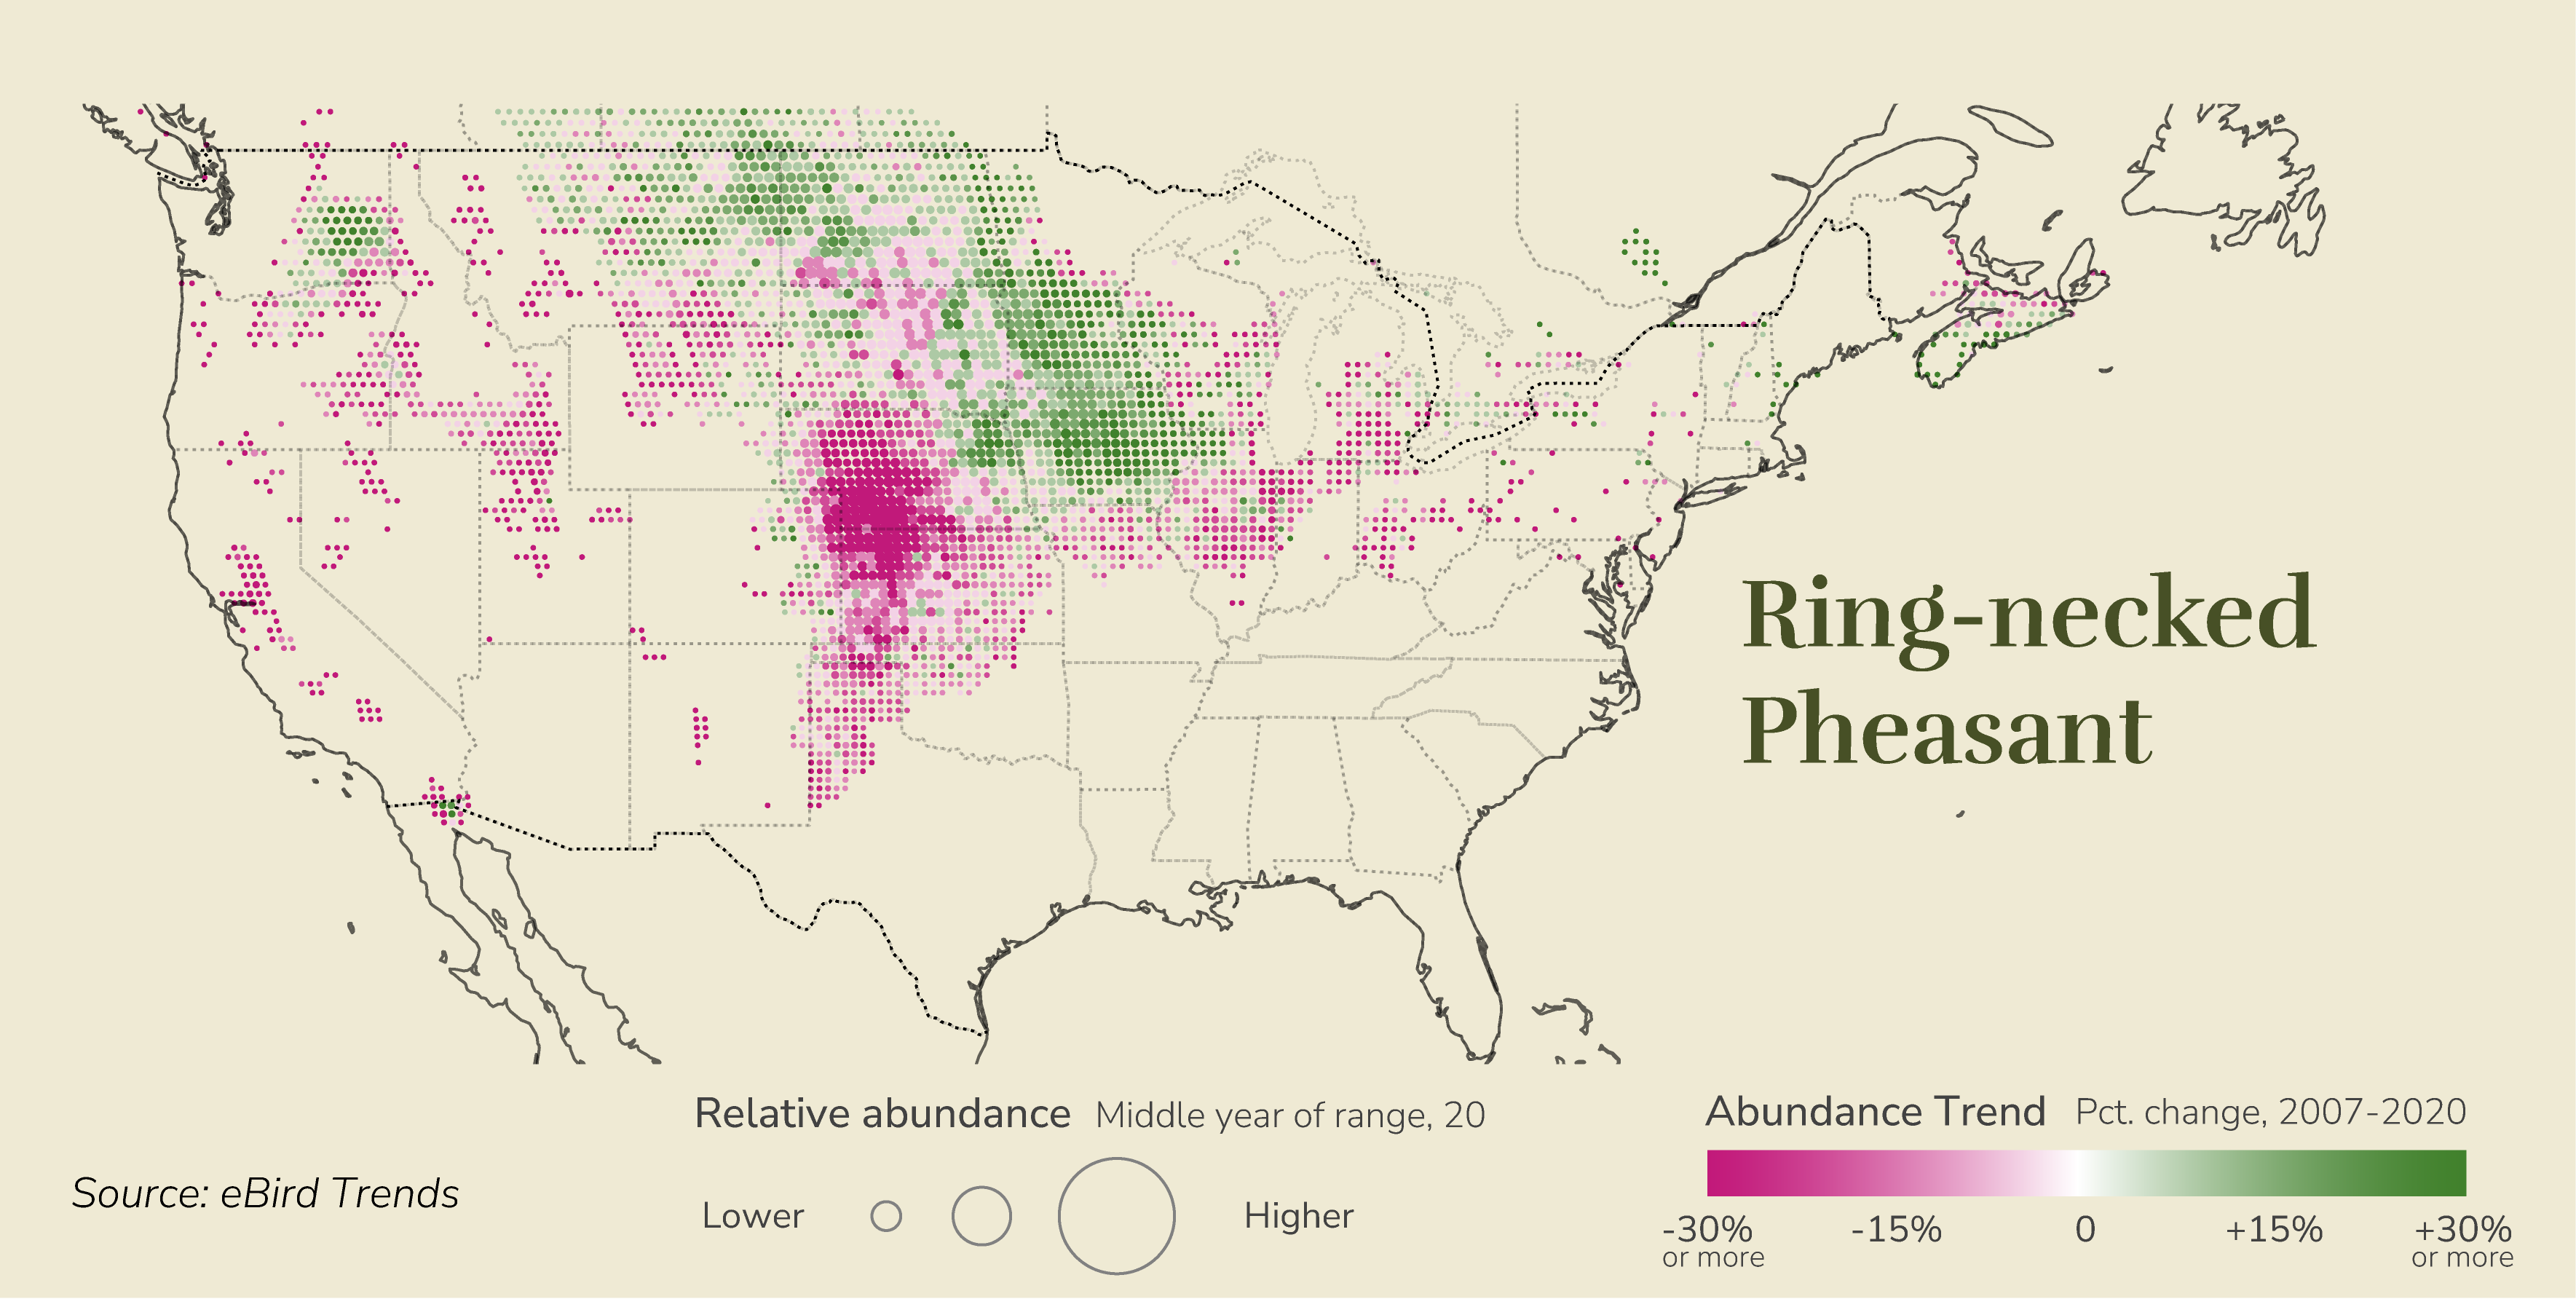 Ring-necked
Pheasant
Relative abundance Middle year of range, 20
Lower Higher
Source: eBird Trends
Abundance Trend Pct. change, 2007-2020
-30% -15% 0 +15% +30%
or more or more